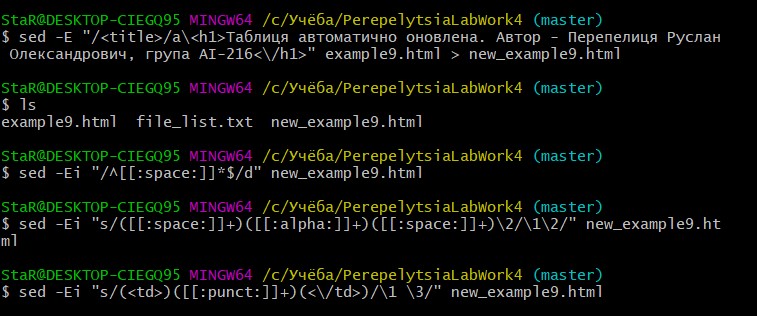 StaR@DESKTOP-CIEGQ95 MINGW64 /c/Учёба/PerepelytsiaLabWork4 (master)
$ sed -E "/<title>/a\<h1>Таблиця автоматично оновлена. Автор - Перепелиця Руслан
 Олександрович, група АІ-216<\/h1>" example9.html > new_example9.html
StaR@DESKTOP-CIEGQ95 MINGW64 /c/Учёба/PerepelytsiaLabWork4 (master)
$ ls
example9.html  file_list.txt  new_example9.html
StaR@DESKTOP-CIEGQ95 MINGW64 /c/Учёба/PerepelytsiaLabWork4 (master)
$ sed -Ei "/^[[:space:]]*$/d" new_example9.html
StaR@DESKTOP-CIEGQ95 MINGW64 /c/Учёба/PerepelytsiaLabWork4 (master)
$ sed -Ei "s/([[:space:]]+)([[:alpha:]]+)([[:space:]]+)\2/\1\2/" new_example9.ht
ml
StaR@DESKTOP-CIEGQ95 MINGW64 /c/Учёба/PerepelytsiaLabWork4 (master)
$ sed -Ei "s/(<td>)([[:punct:]]+)(<\/td>)/\1 \3/" new_example9.html